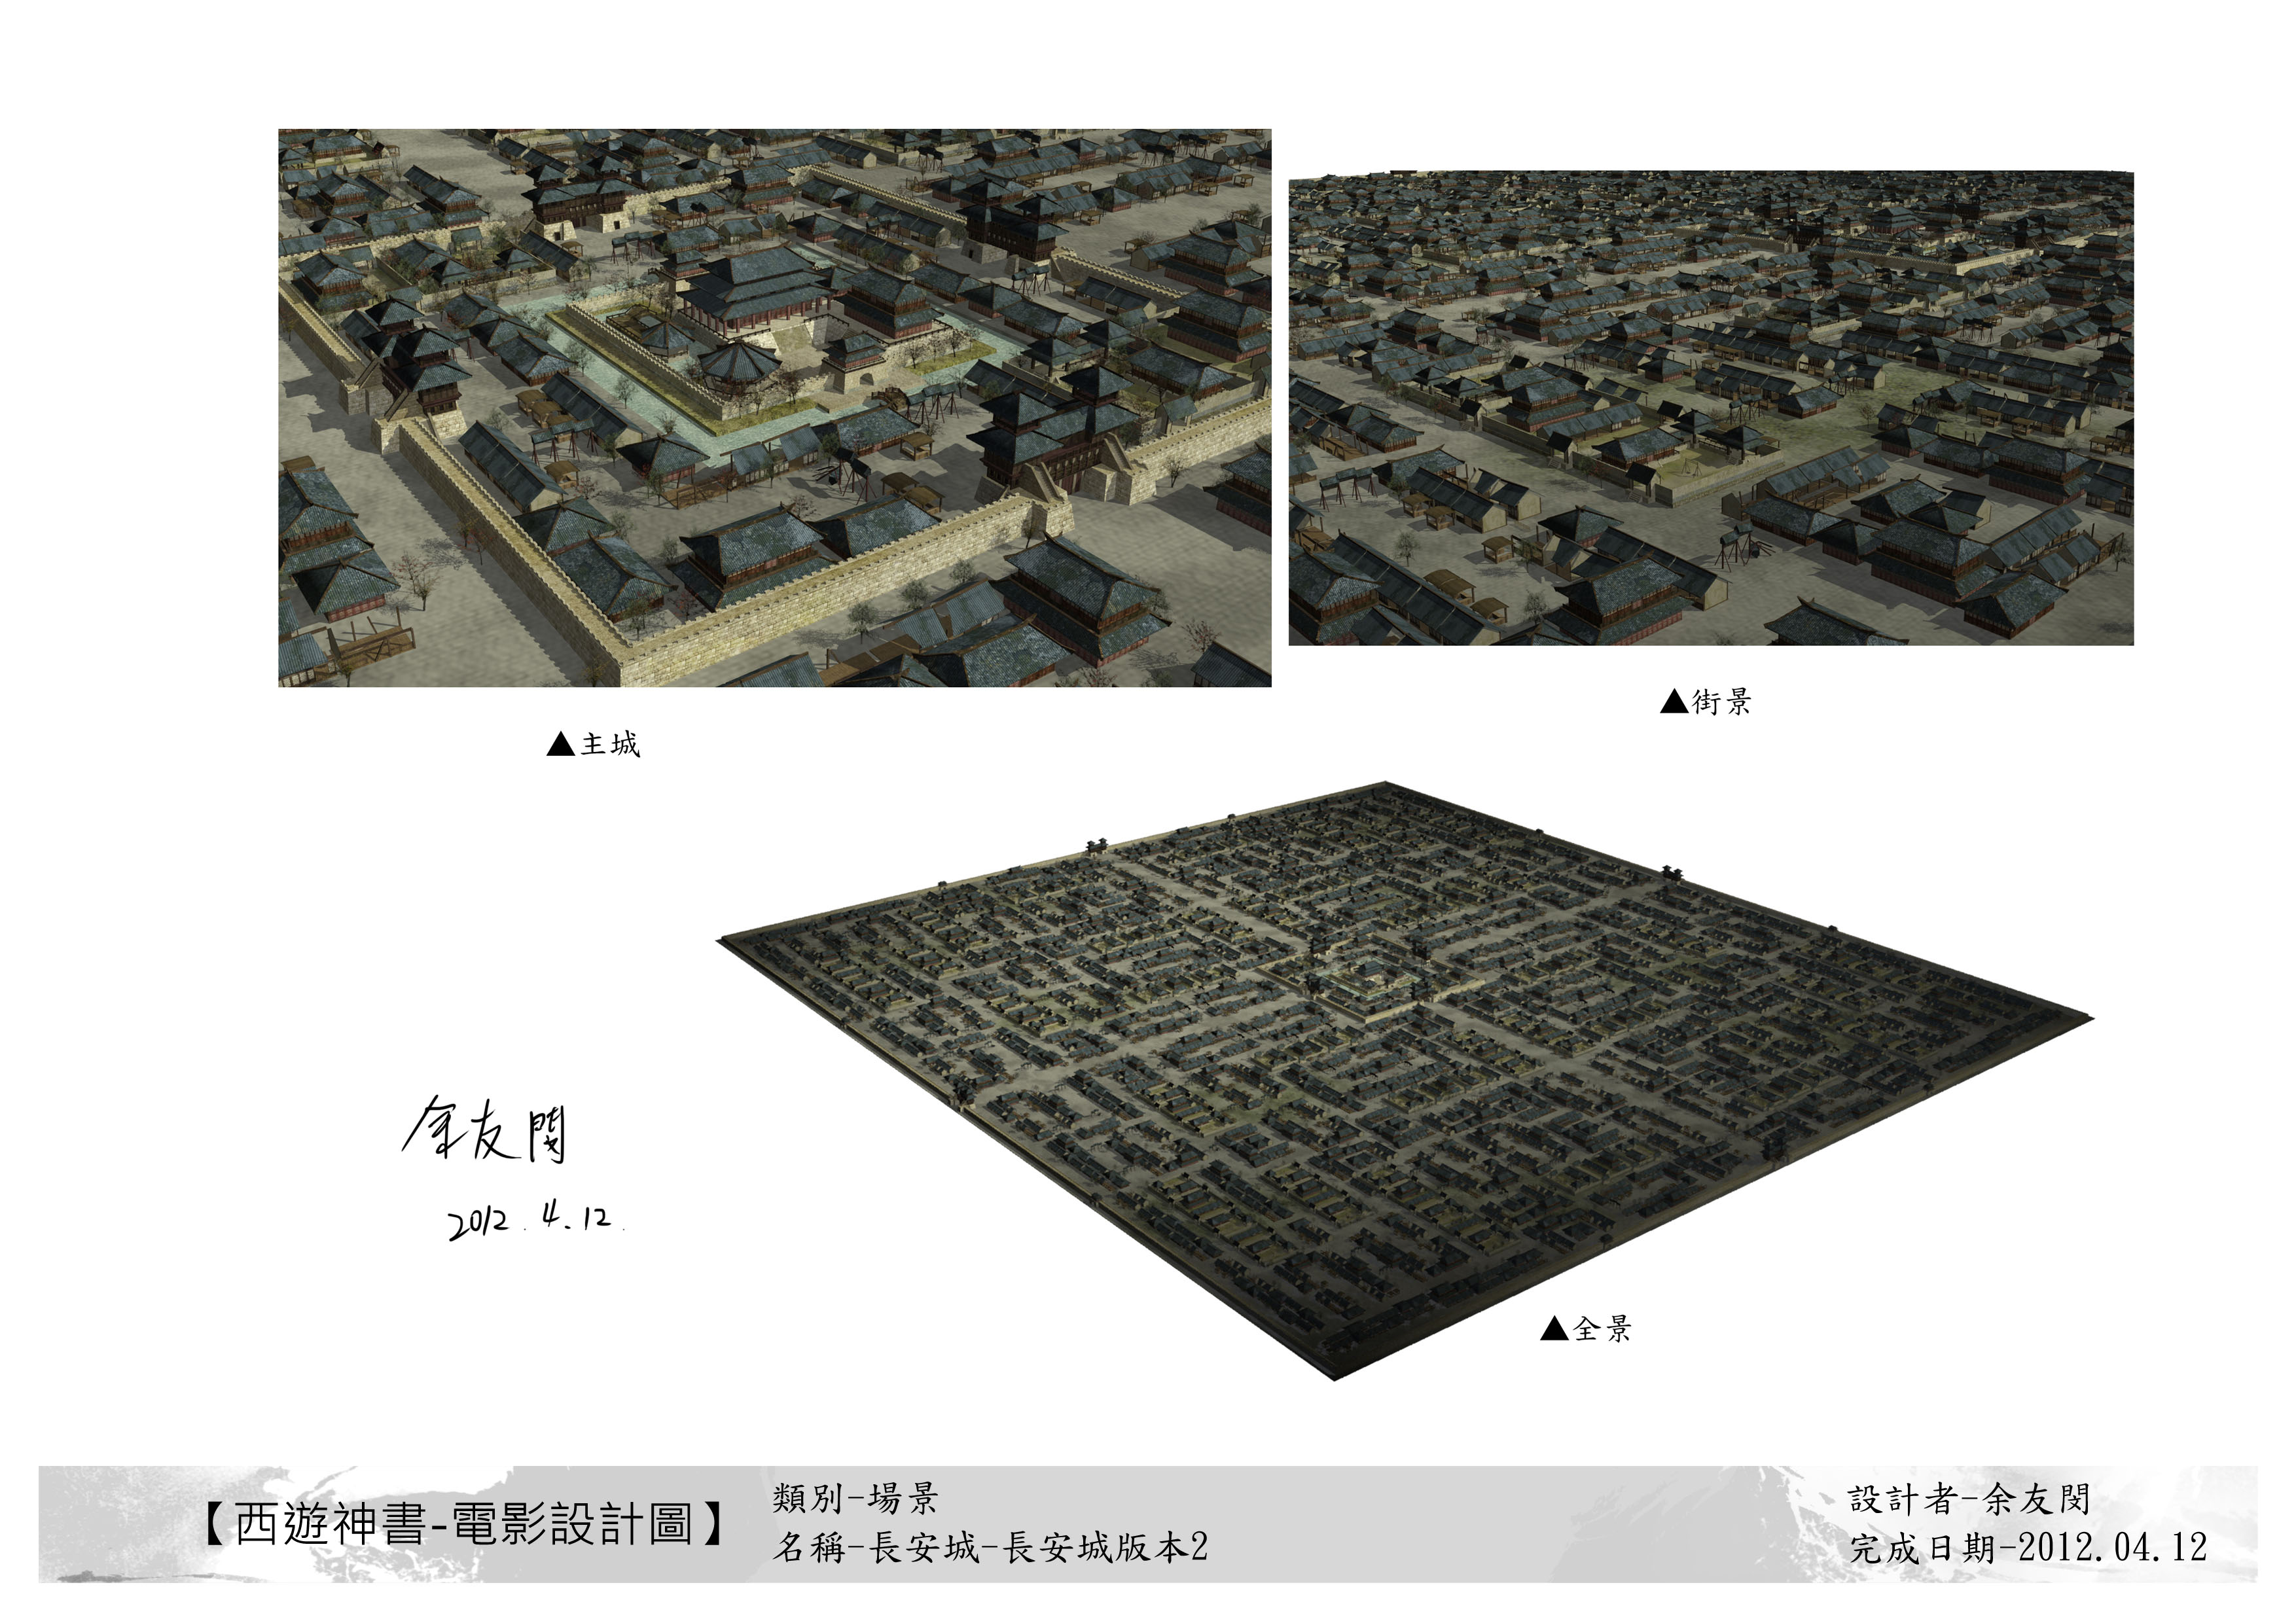 ▲主城
▲街景
余友閔
2012.4.12.
▲全景
【西遊神書-電影設計圖】
類別-場景
名稱-長安城-長安城版本2
設計者-余友閔
完成日期-2012.04.12